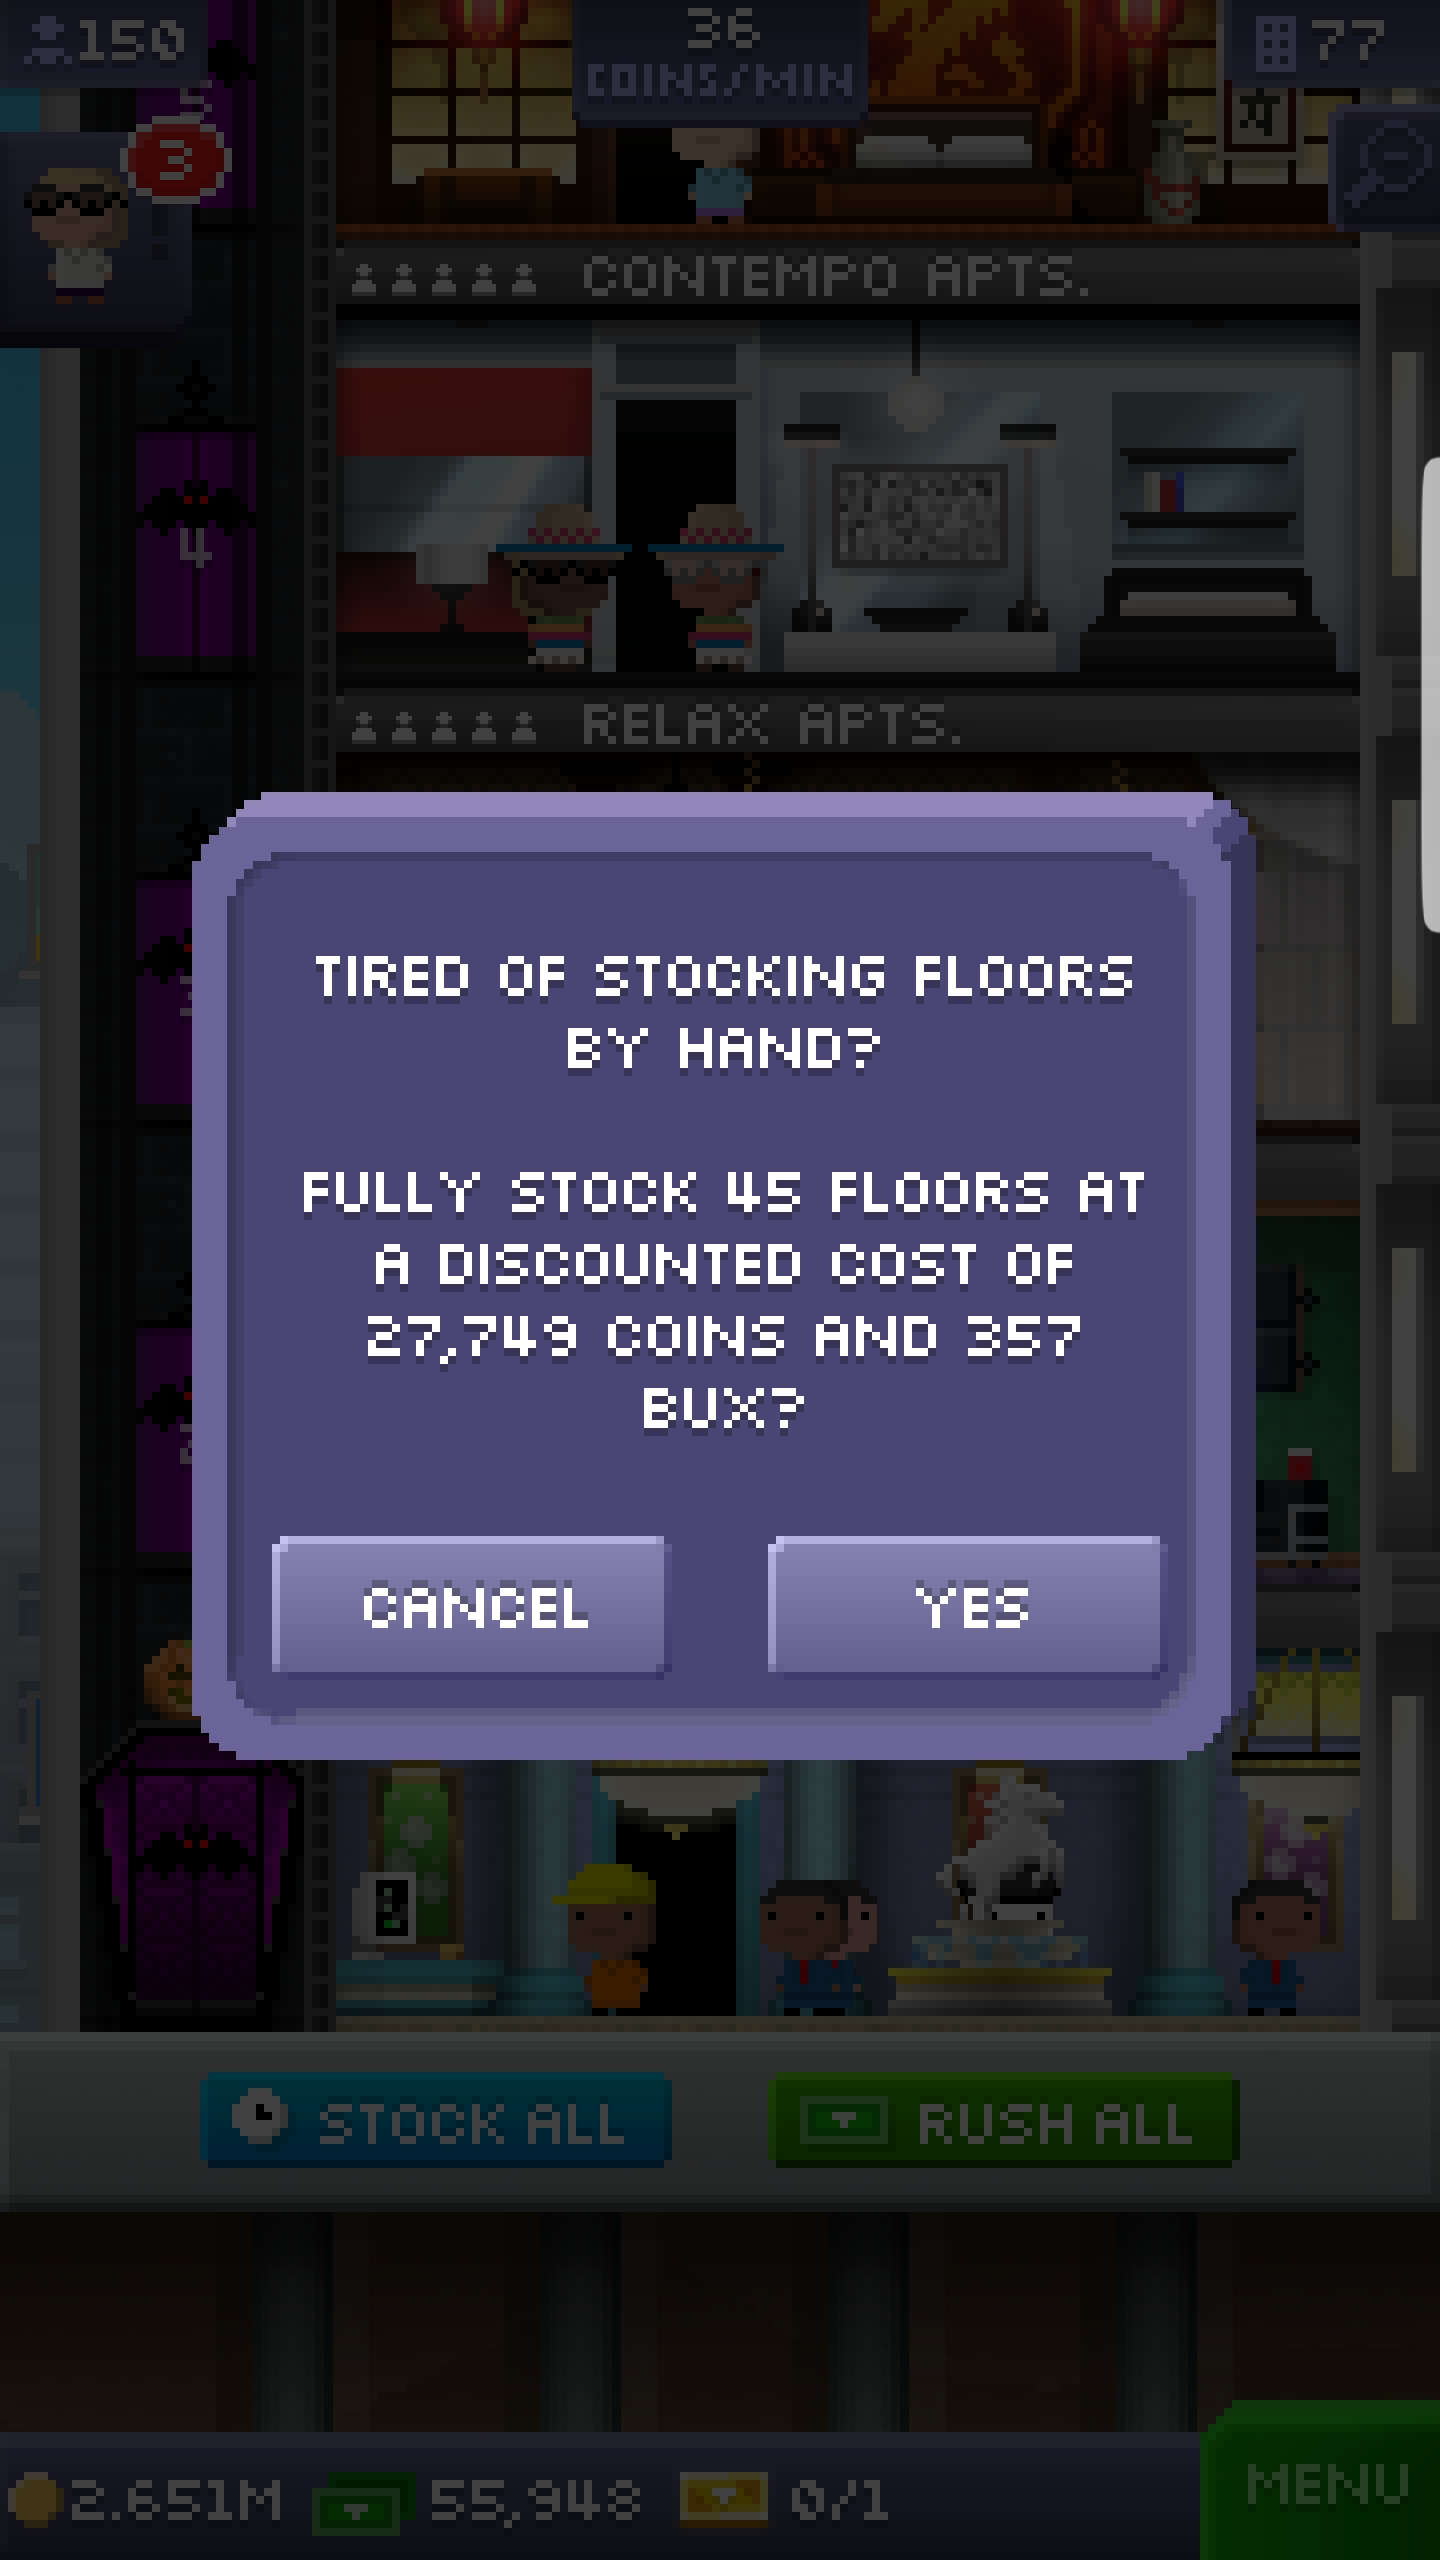 150
36
COINS/MIN
77
3
CONTEMPO APTS.
4
RELAX APTS.
TIRED OF STOCKING FLOORS
BY HAND?
FULLY STOCK 45 FLOORS AT
A DISCOUNTED COST OF
27,749 COINS AND 357
BUX?
CANCEL
YES
STOCK ALL
RUSH ALL
2.651M
55,948
0/1
MENU